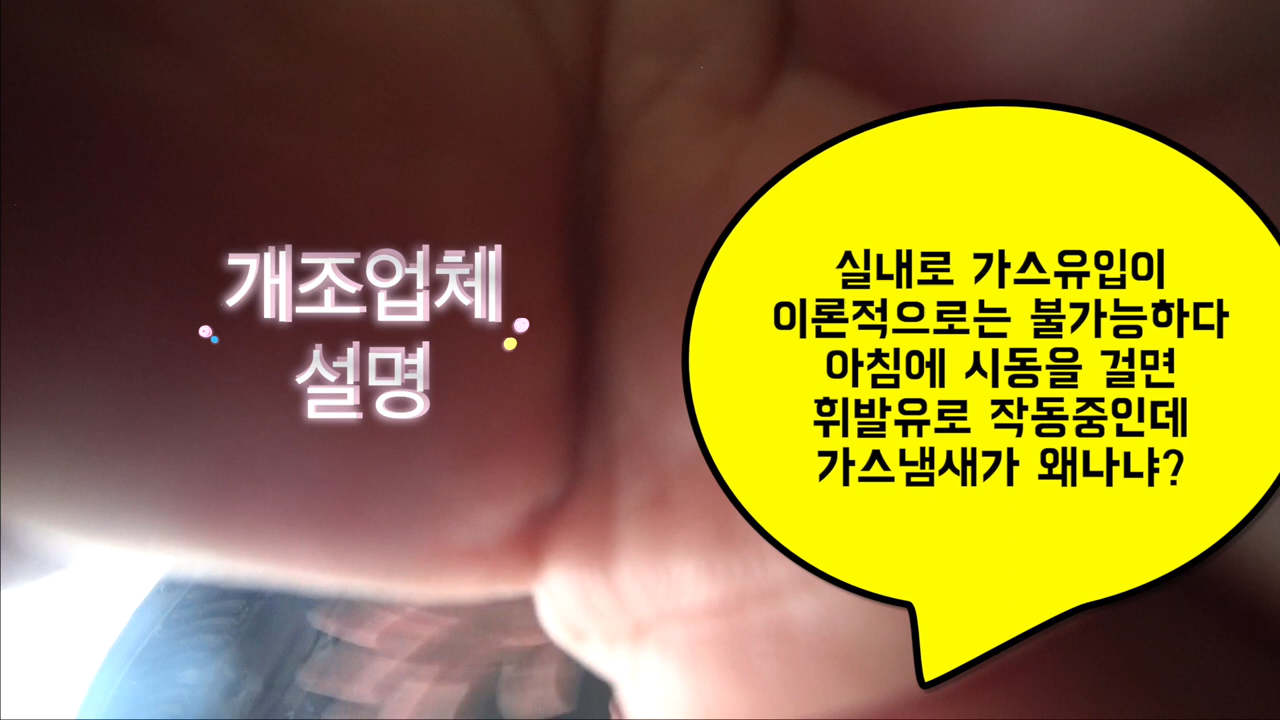 개조업체
설명
실내로 가스유입이
이론적으로는 불가능하다
아침에 시동을 걸면
휘발유로 작동중인데
가스냄새가 왜나냐?